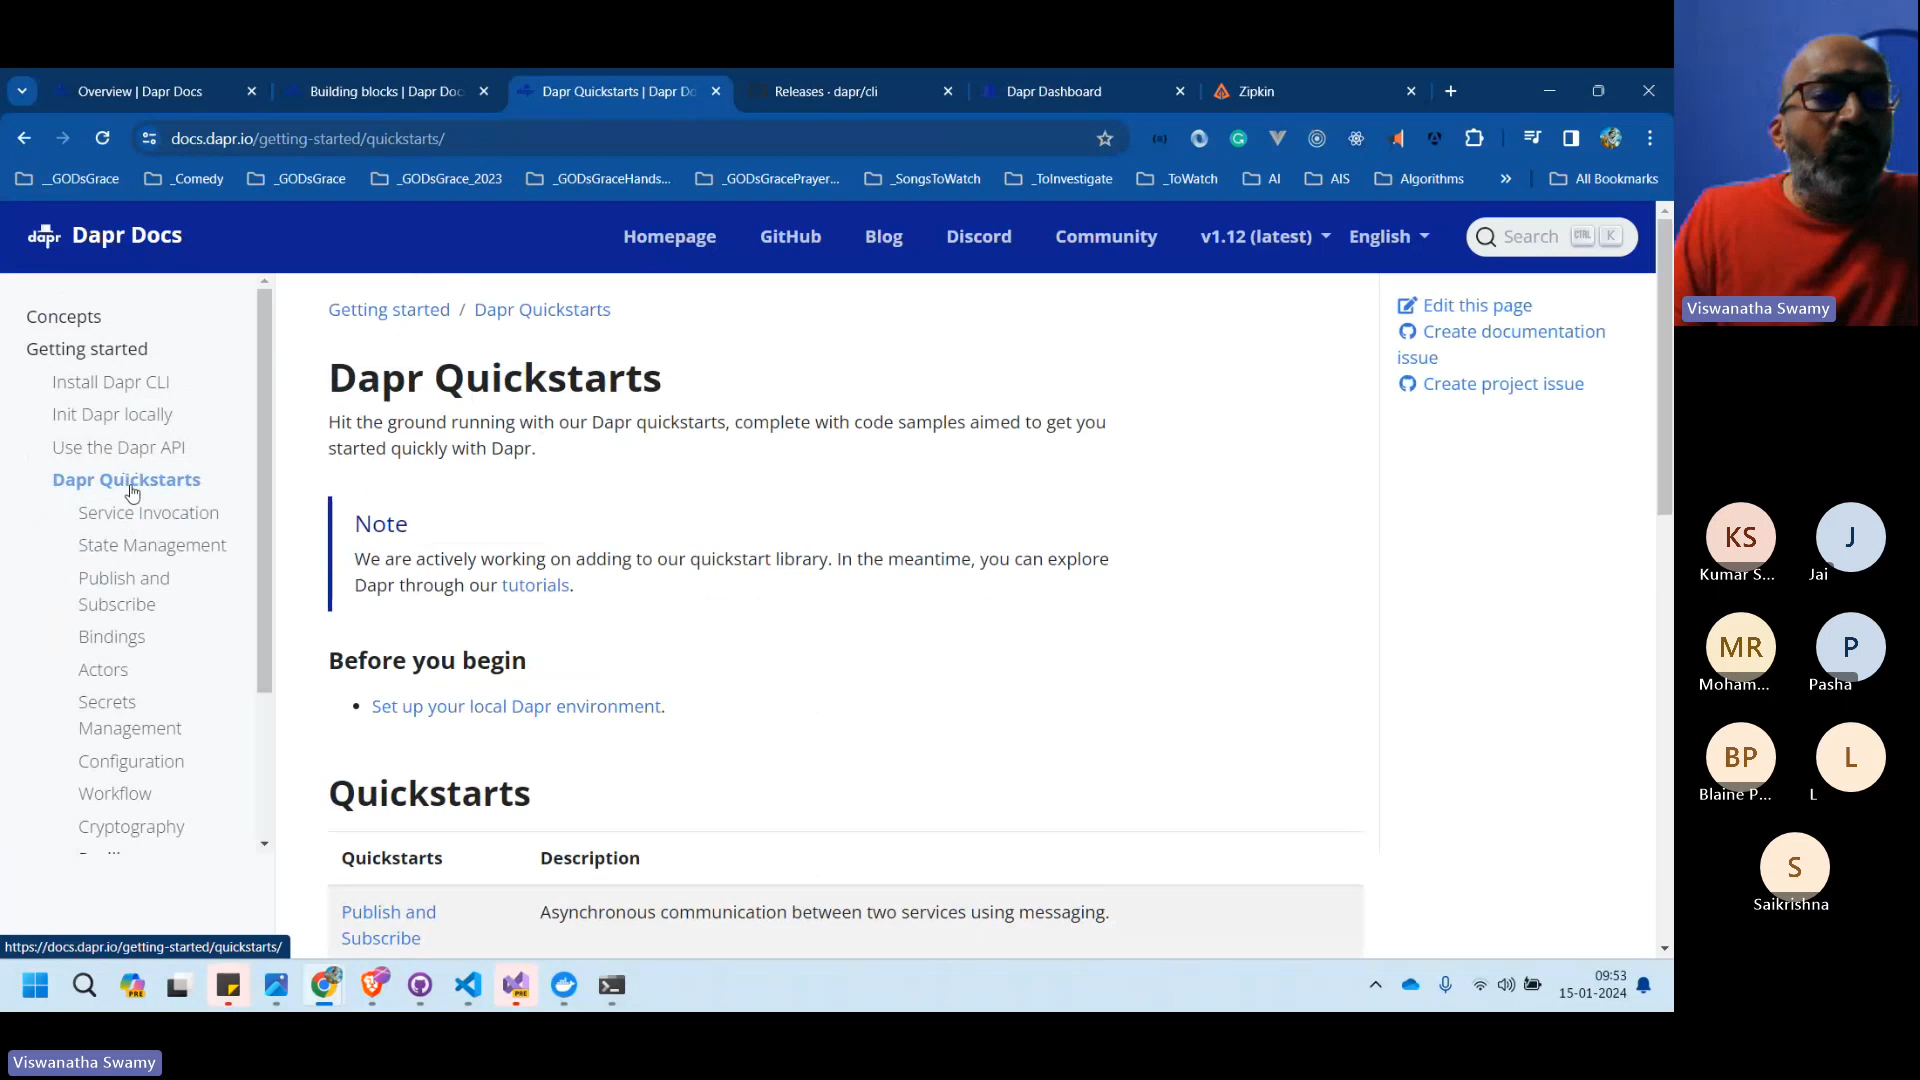 Overview | Dapr Docs
Building blocks | Dapr Doc
Dapr Quickstarts | Dapr Do
Releases · dapr/cli
Dapr Dashboard
Zipkin
docs.dapr.io/getting-started/quickstarts/
__GODsGrace
_Comedy
_GODsGrace
_GODsGrace_2023
_GODsGraceHands...
_GODsGracePrayer...
_SongsToWatch
_ToInvestigate
_ToWatch
AI
AIS
Algorithms
»
All Bookmarks
dapr
Dapr Docs
Homepage
GitHub
Blog
Discord
Community
v1.12 (latest)
English
Search CTRL K
Concepts
Getting started
Install Dapr CLI
Init Dapr locally
Use the Dapr API
Dapr Quickstarts
Service Invocation
State Management
Publish and
Subscribe
Bindings
Actors
Secrets
Management
Configuration
Workflow
Cryptography
Getting started / Dapr Quickstarts
Dapr Quickstarts
Hit the ground running with our Dapr quickstarts, complete with code samples aimed to get you
started quickly with Dapr.
Note
We are actively working on adding to our quickstart library. In the meantime, you can explore
Dapr through our tutorials.
Before you begin
• Set up your local Dapr environment.
Quickstarts
Quickstarts Description
Publish and
Subscribe
Asynchronous communication between two services using messaging.
Edit this page
Create documentation
issue
Create project issue
https://docs.dapr.io/getting-started/quickstarts/
PRE
PRE
09:53
15-01-2024
Viswanatha Swamy
KS
Kumar S...
J
Jai
MR
Moham...
P
Pasha
BP
Blaine P...
L
L
S
Saikrishna
Viswanatha Swamy